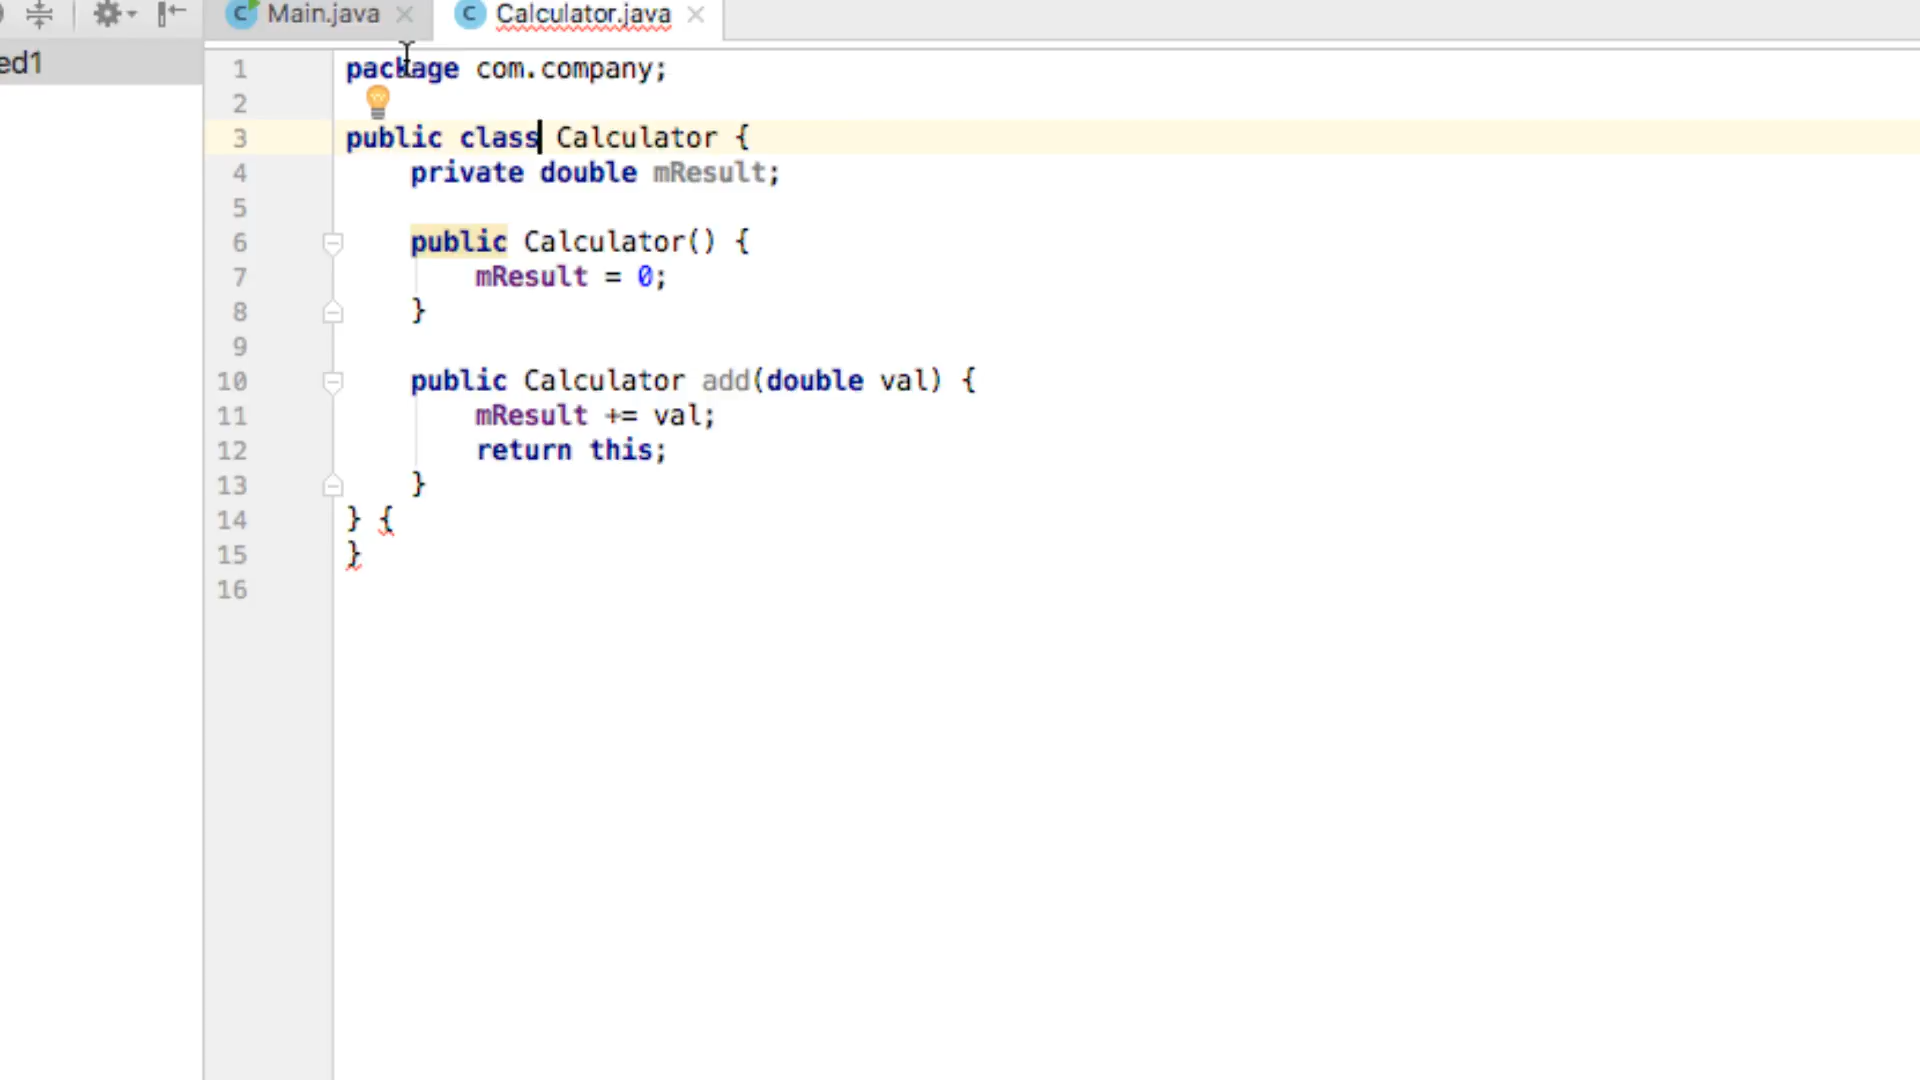 Main.java
Calculator.java
ed1
1 package com.company;
2
3 public class Calculator {
4     private double mResult;
5
6     public Calculator() {
7         mResult = 0;
8     }
9
10     public Calculator add(double val) {
11         mResult += val;
12         return this;
13     }
14 } {
15 }
16